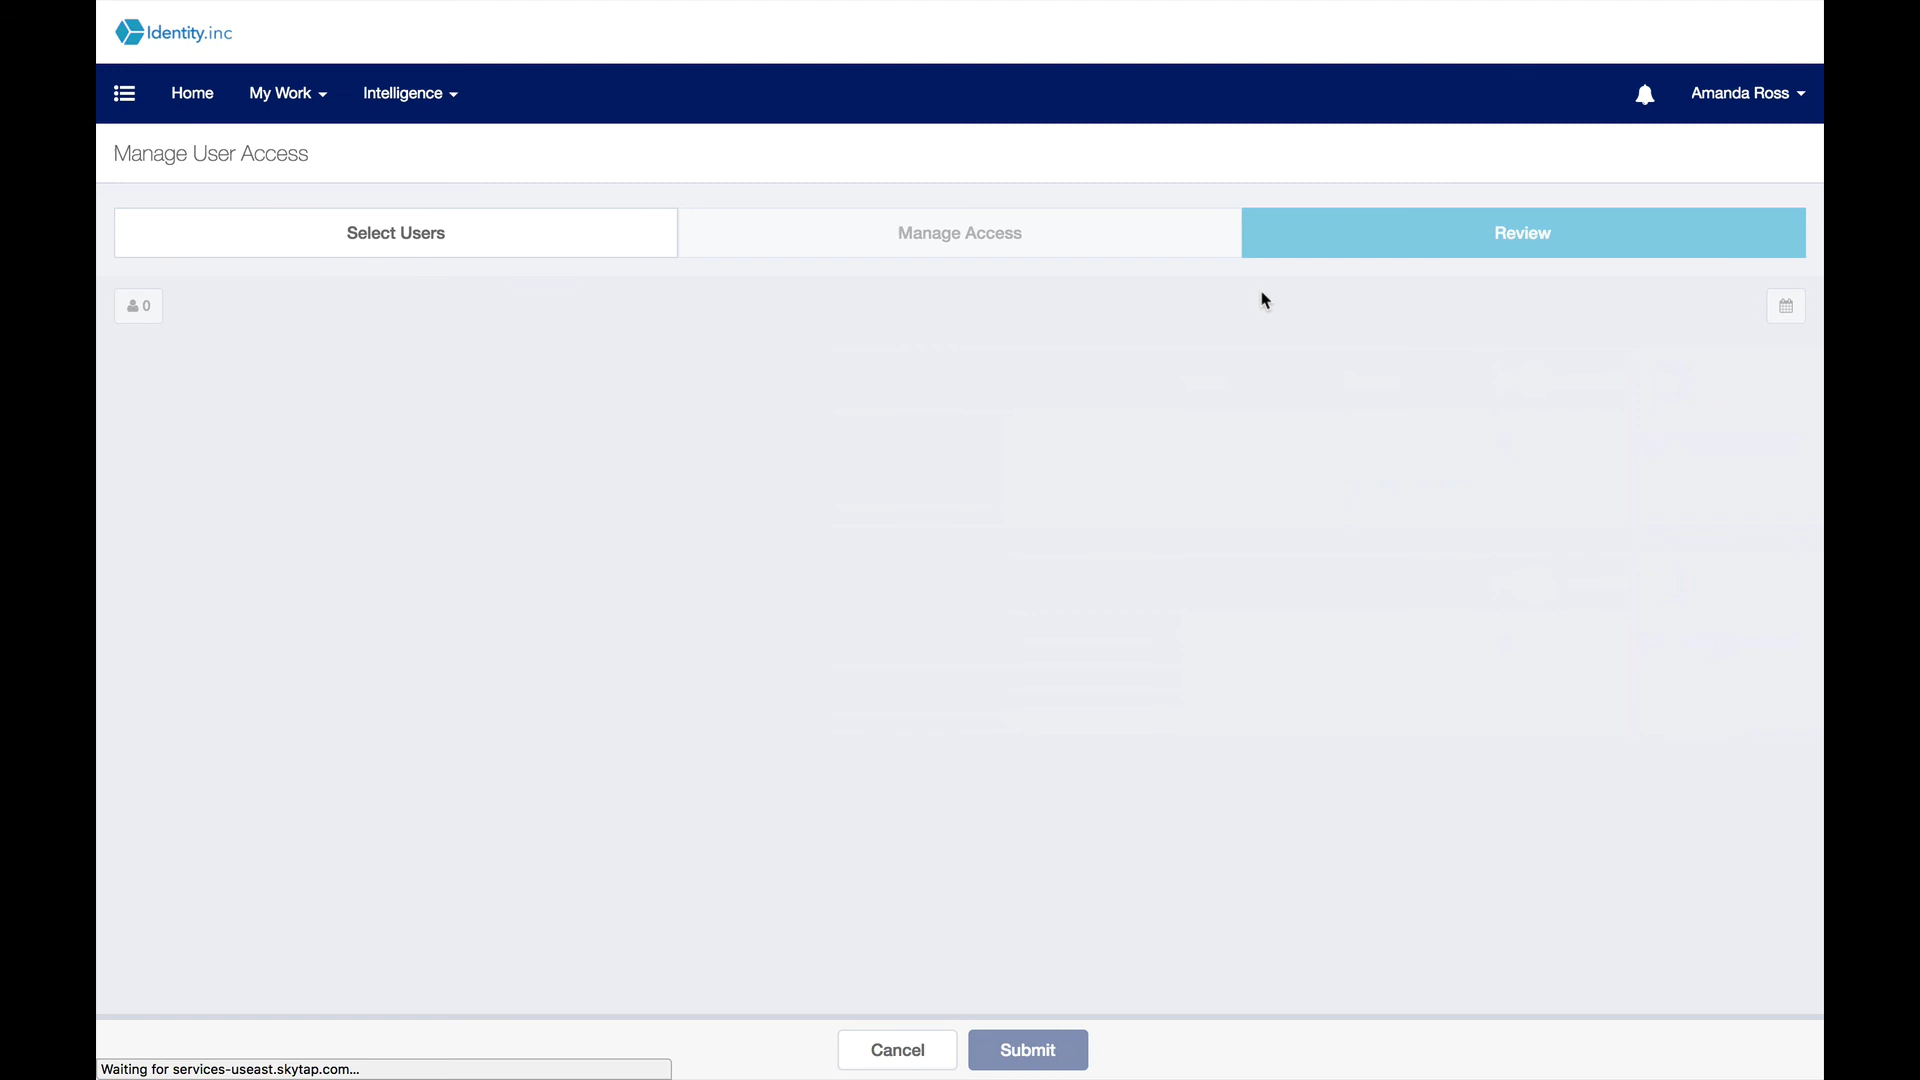 Identity.inc
Home My Work Intelligence Amanda Ross
Manage User Access
Select Users Manage Access Review
0
Cancel Submit
Waiting for services-useast.skytap.com...